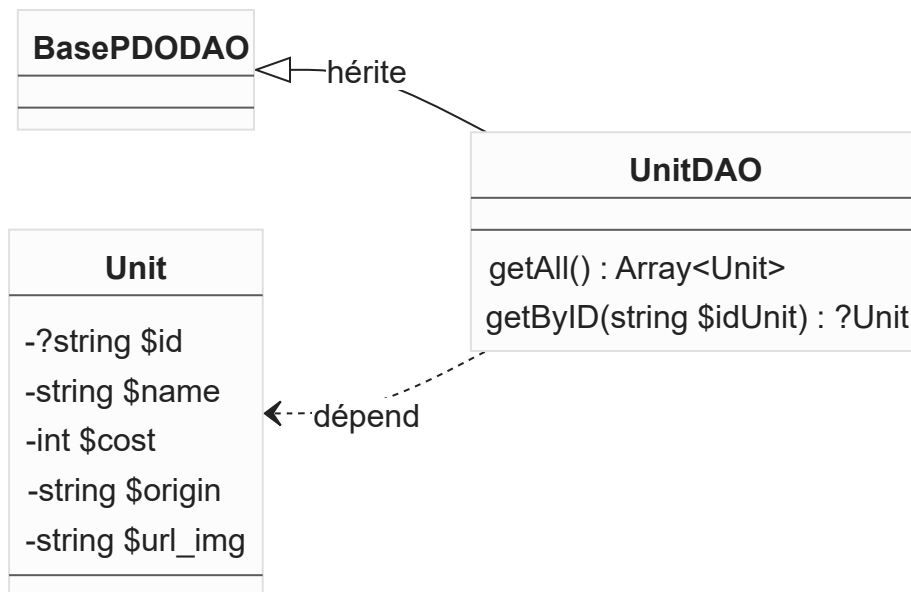 BasePDODAO
hérite
UnitDAO
getAll() : Array<Unit>
getByID(string $idUnit) : ?Unit
Unit
-?string $id
-string $name
-int $cost
-string $origin
-string $url_img
dépend